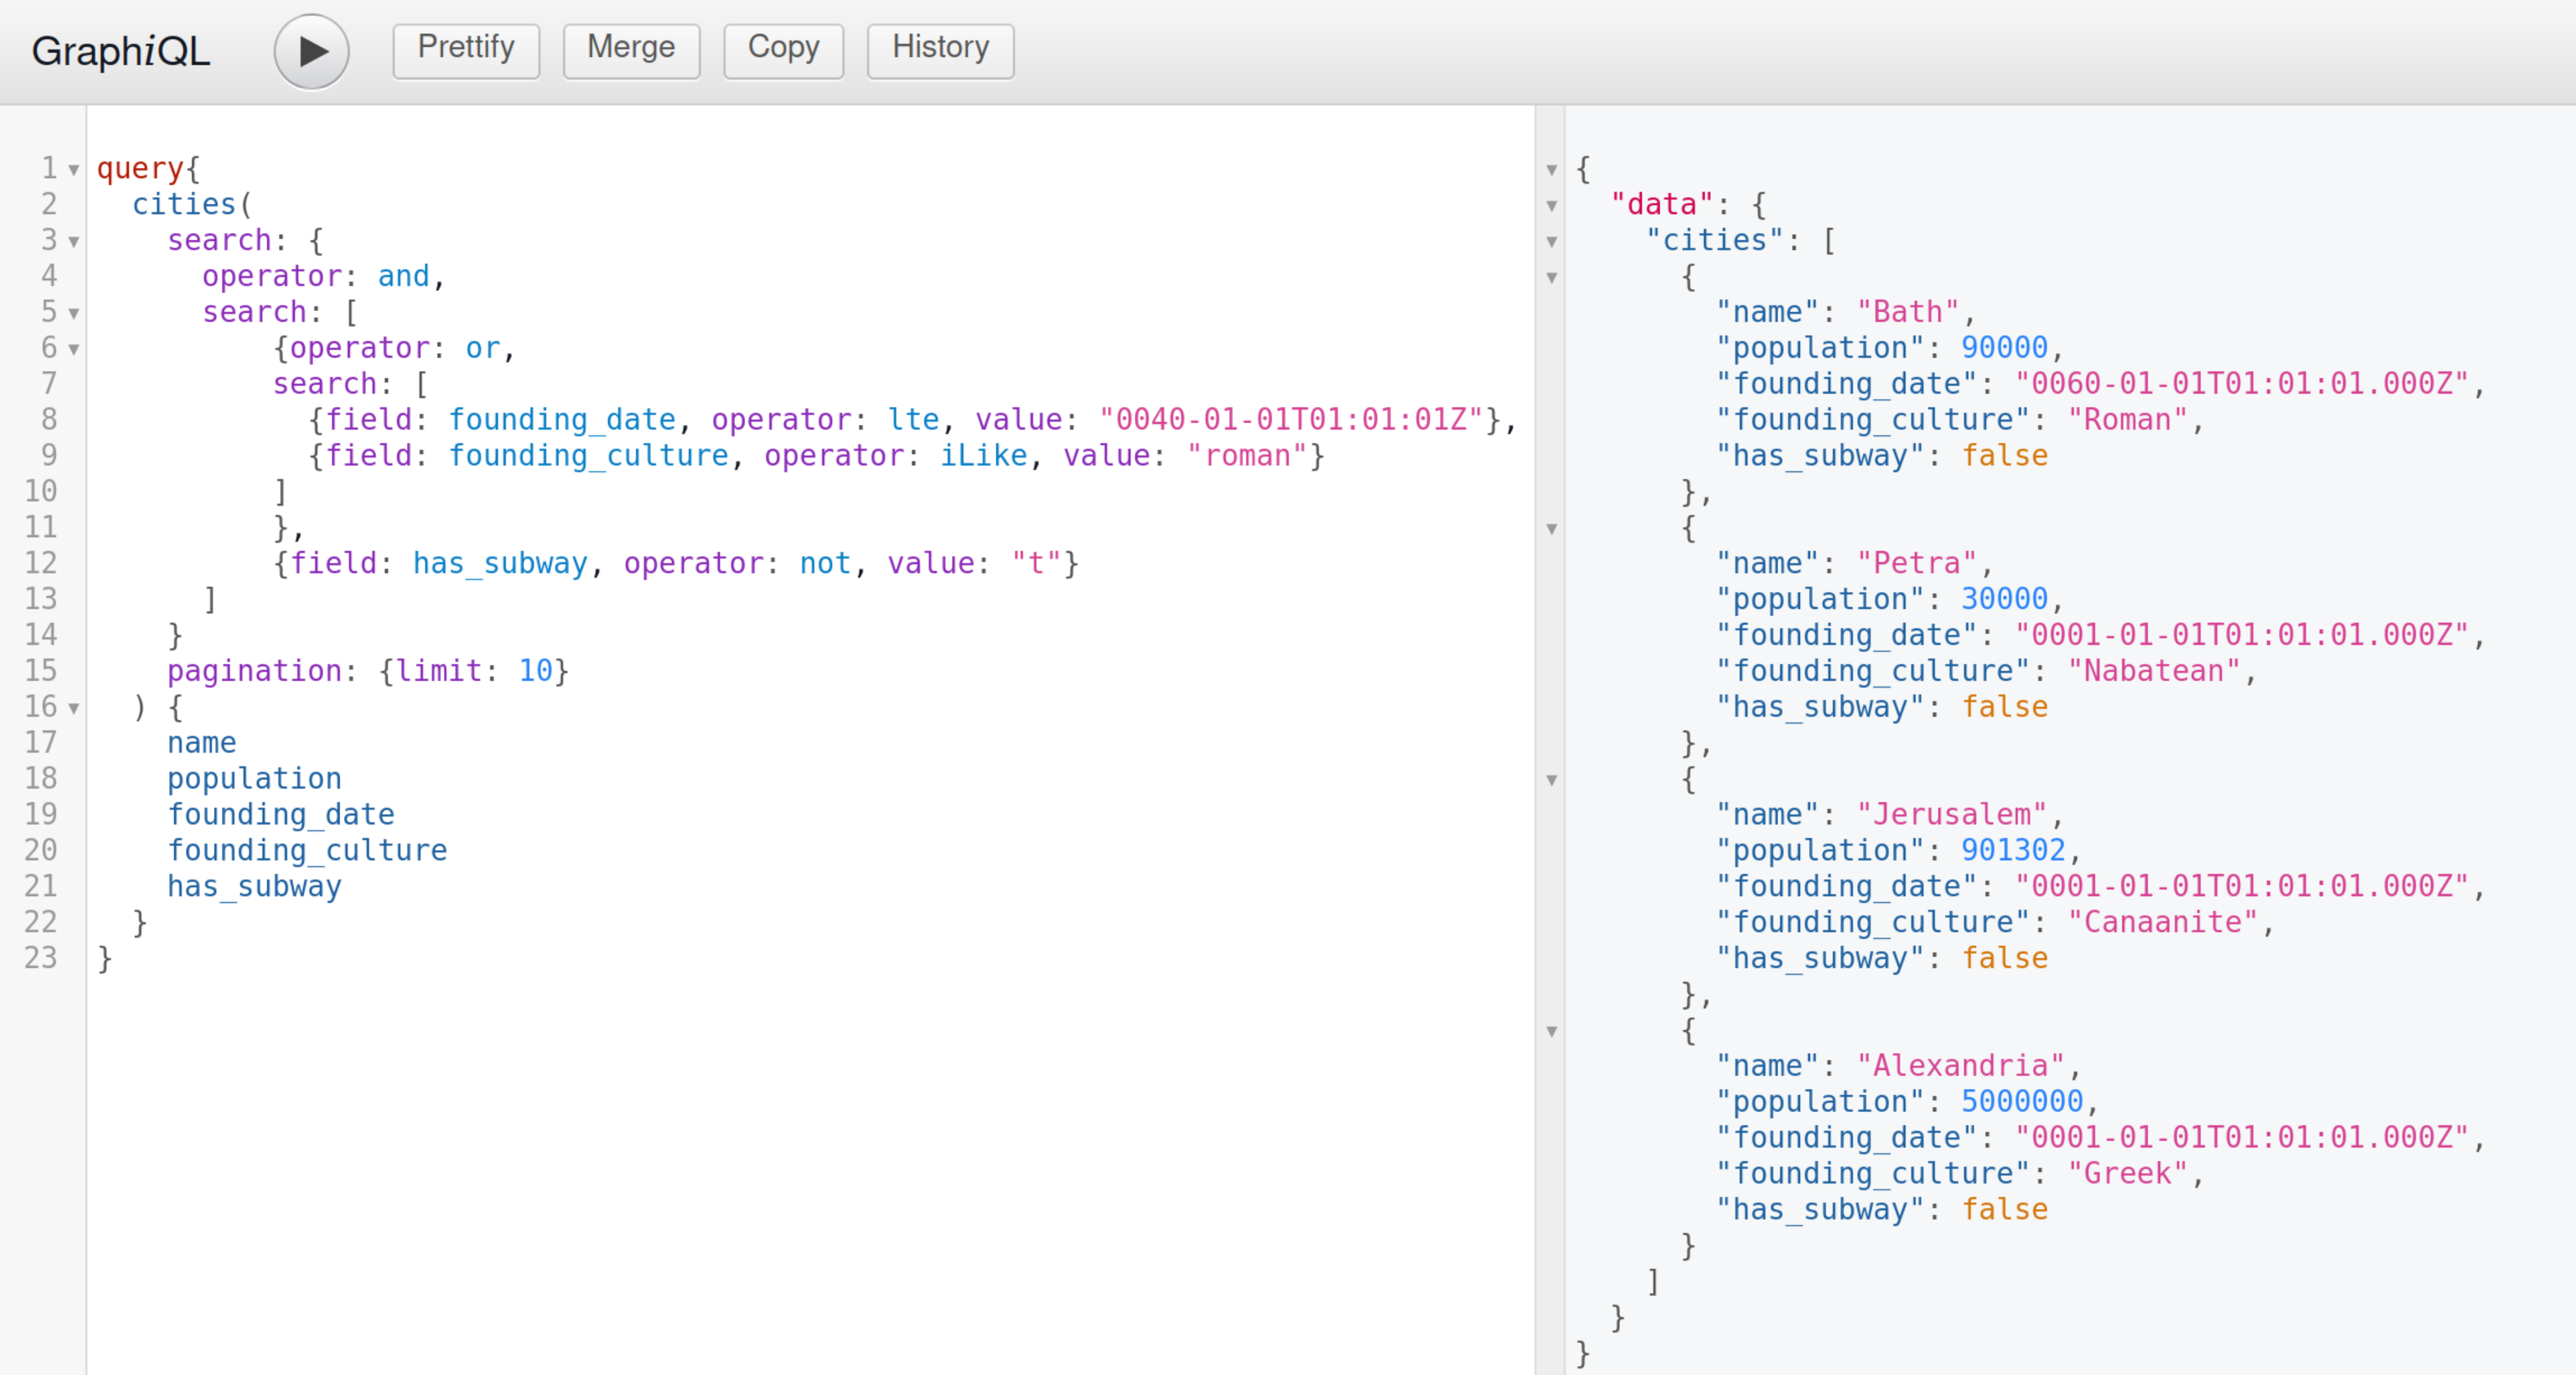 GraphiQL Prettify Merge Copy History
1 query{
2 cities(
3 search: {
4 operator: and,
5 search: [
6 {operator: or,
7 search: [
8 {field: founding_date, operator: lte, value: "0040-01-01T01:01:01Z"},
9 {field: founding_culture, operator: iLike, value: "roman"}
10 ]
11 },
12 {field: has_subway, operator: not, value: "t"}
13 ]
14 }
15 pagination: {limit: 10}
16 ) {
17 name
18 population
19 founding_date
20 founding_culture
21 has_subway
22 }
23 }
{
"data": {
"cities": [
{
"name": "Bath",
"population": 90000,
"founding_date": "0060-01-01T01:01:01.000Z",
"founding_culture": "Roman",
"has_subway": false
},
{
"name": "Petra",
"population": 30000,
"founding_date": "0001-01-01T01:01:01.000Z",
"founding_culture": "Nabatean",
"has_subway": false
},
{
"name": "Jerusalem",
"population": 901302,
"founding_date": "0001-01-01T01:01:01.000Z",
"founding_culture": "Canaanite",
"has_subway": false
},
{
"name": "Alexandria",
"population": 5000000,
"founding_date": "0001-01-01T01:01:01.000Z",
"founding_culture": "Greek",
"has_subway": false
}
]
}
}